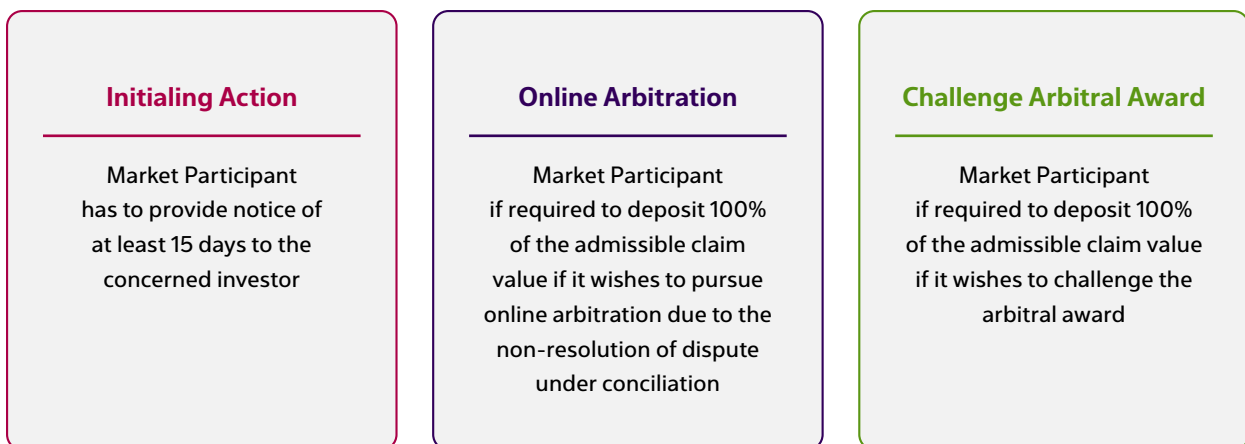 Initialing Action
Market Participant
has to provide notice of
at least 15 days to the
concerned investor
Online Arbitration
Market Participant
if required to deposit 100%
of the admissible claim
value if it wishes to pursue
online arbitration due to the
non-resolution of dispute
under conciliation
Challenge Arbitral Award
Market Participant
if required to deposit 100%
of the admissible claim value
if it wishes to challenge the
arbitral award